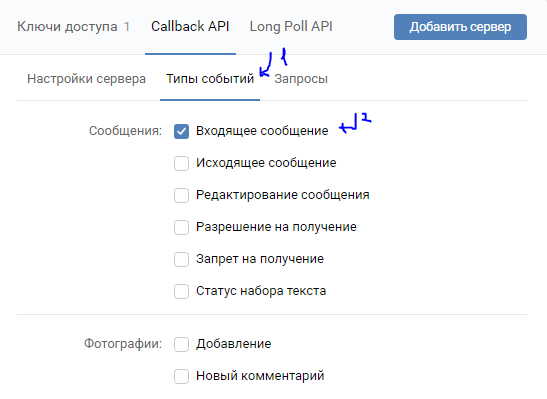 Ключи доступа 1 Callback API Long Poll API Добавить сервер
1
Настройки сервера Типы событий Запросы
Сообщения: Входящее сообщение 2
Исходящее сообщение
Редактирование сообщения
Разрешение на получение
Запрет на получение
Статус набора текста
Фотографии: Добавление
Новый комментарий